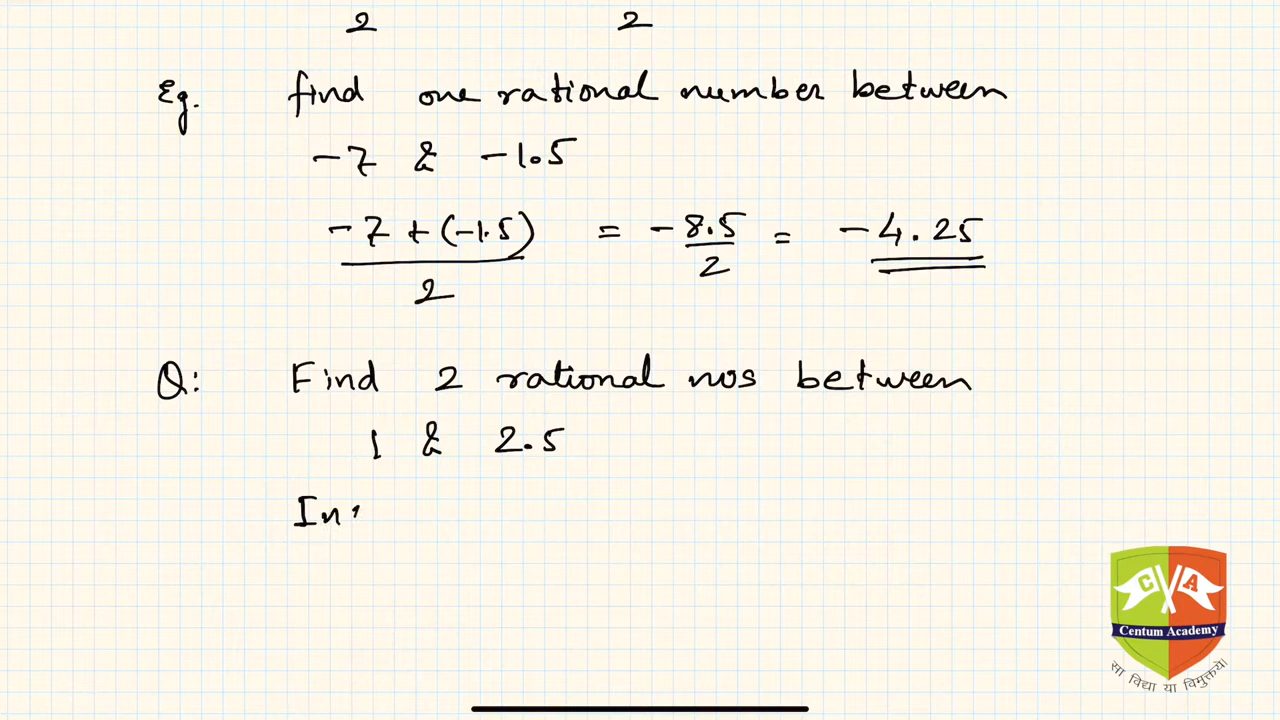 2 2
Eg. find one rational number between
-7 & -1.5
-7 + (-1.5) = -8.5 = -4.25
2 2
Q: Find 2 rational nos between
1 & 2.5
In
C A
Centum Academy
सा विद्या या विमुक्तये।